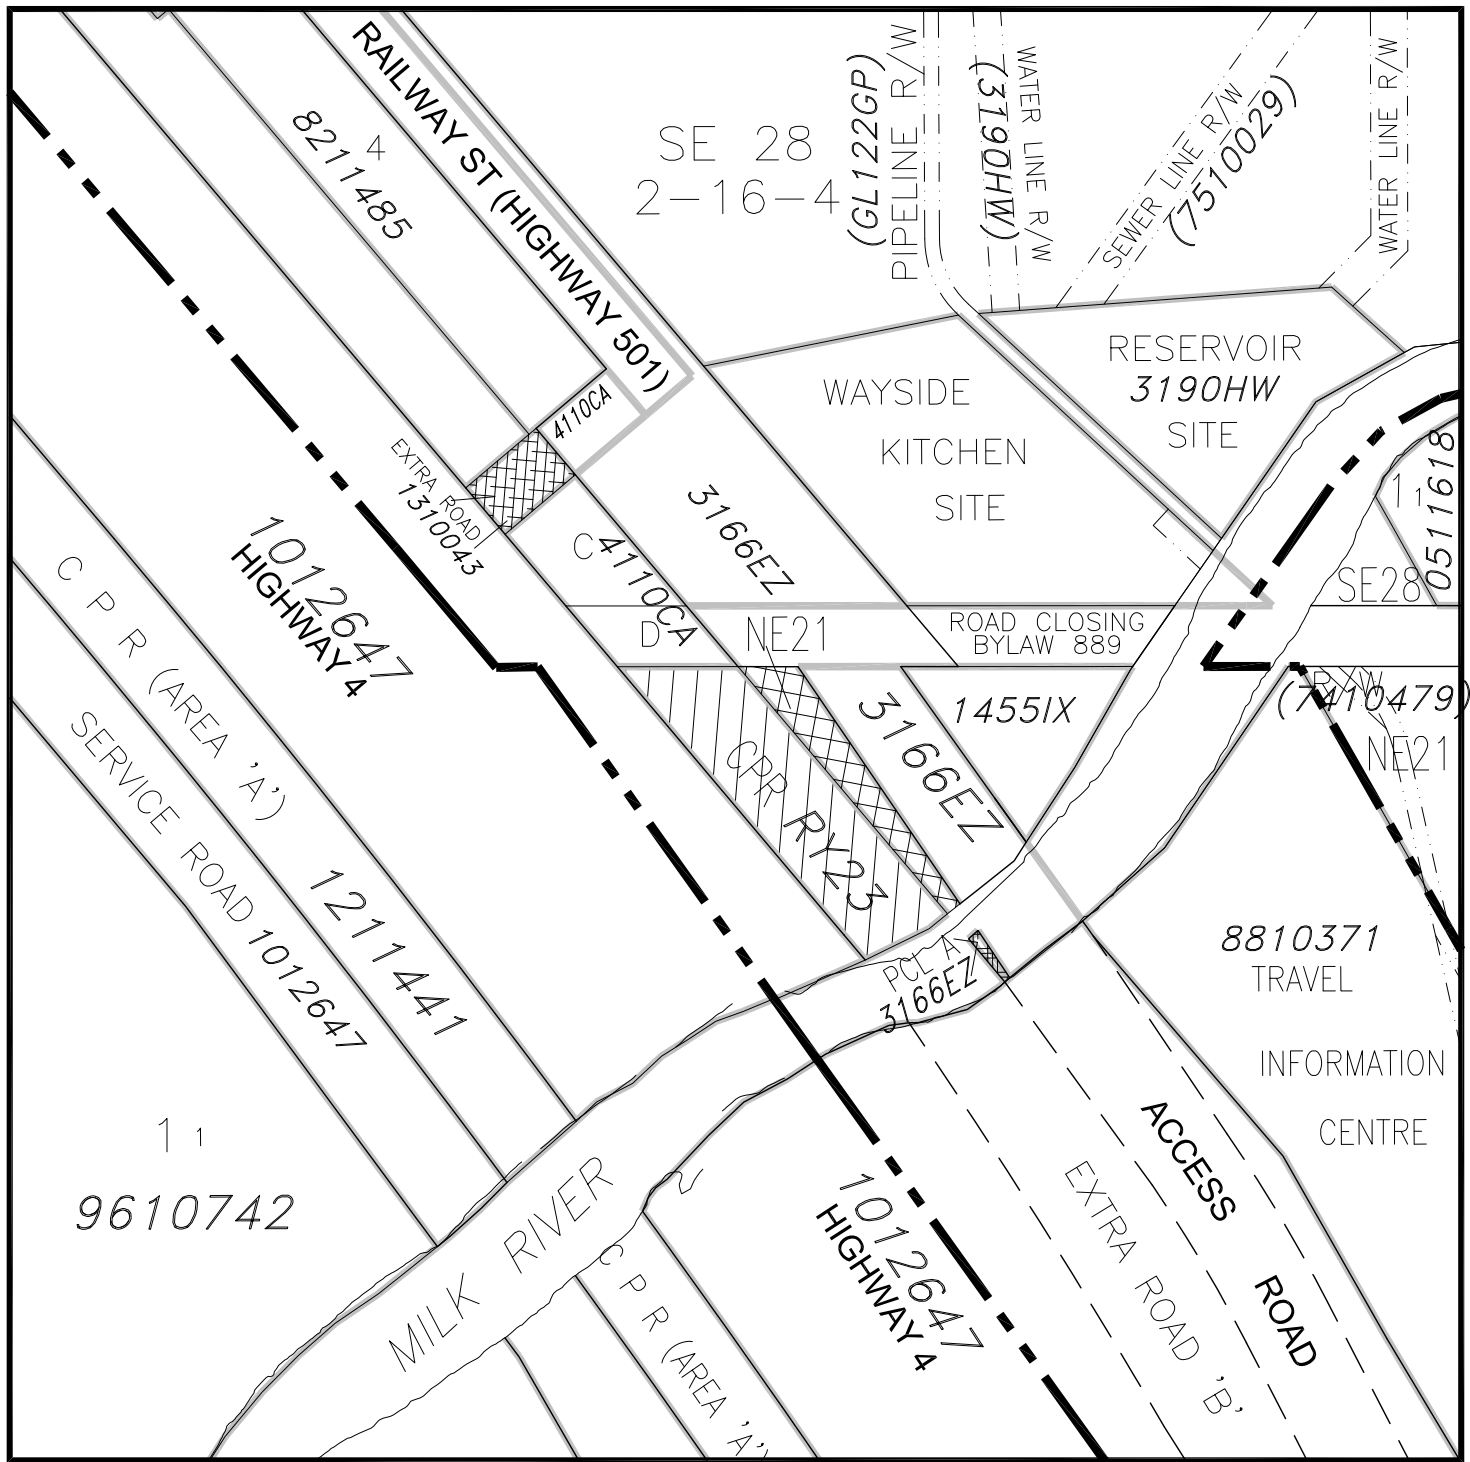 RAILWAY ST (HIGHWAY 501)
4
8211485
SE 28
2-16-4
(GL122GP)
PIPELINE R/W
(3190HW)
WATER LINE R/W
SEWER LINE R/W
(7510029)
WATER LINE R/W
RESERVOIR
3190HW
SITE
WAYSIDE
KITCHEN
SITE
4110CA
EXTRA ROAD
1310043
3166EZ
C
4110CA
D
NE21
ROAD CLOSING
BYLAW 889
1 1
0511618
SE28
R/W
(7410479)
NE21
1012647
HIGHWAY 4
C P R (AREA 'A')
1211441
SERVICE ROAD 1012647
CPR RY23
3166EZ
1455IX
PCL A
3166EZ
8810371
TRAVEL
INFORMATION
CENTRE
1 1
9610742
MILK RIVER
C P R (AREA 'A')
1012647
HIGHWAY 4
ACCESS ROAD
EXTRA ROAD 'B'